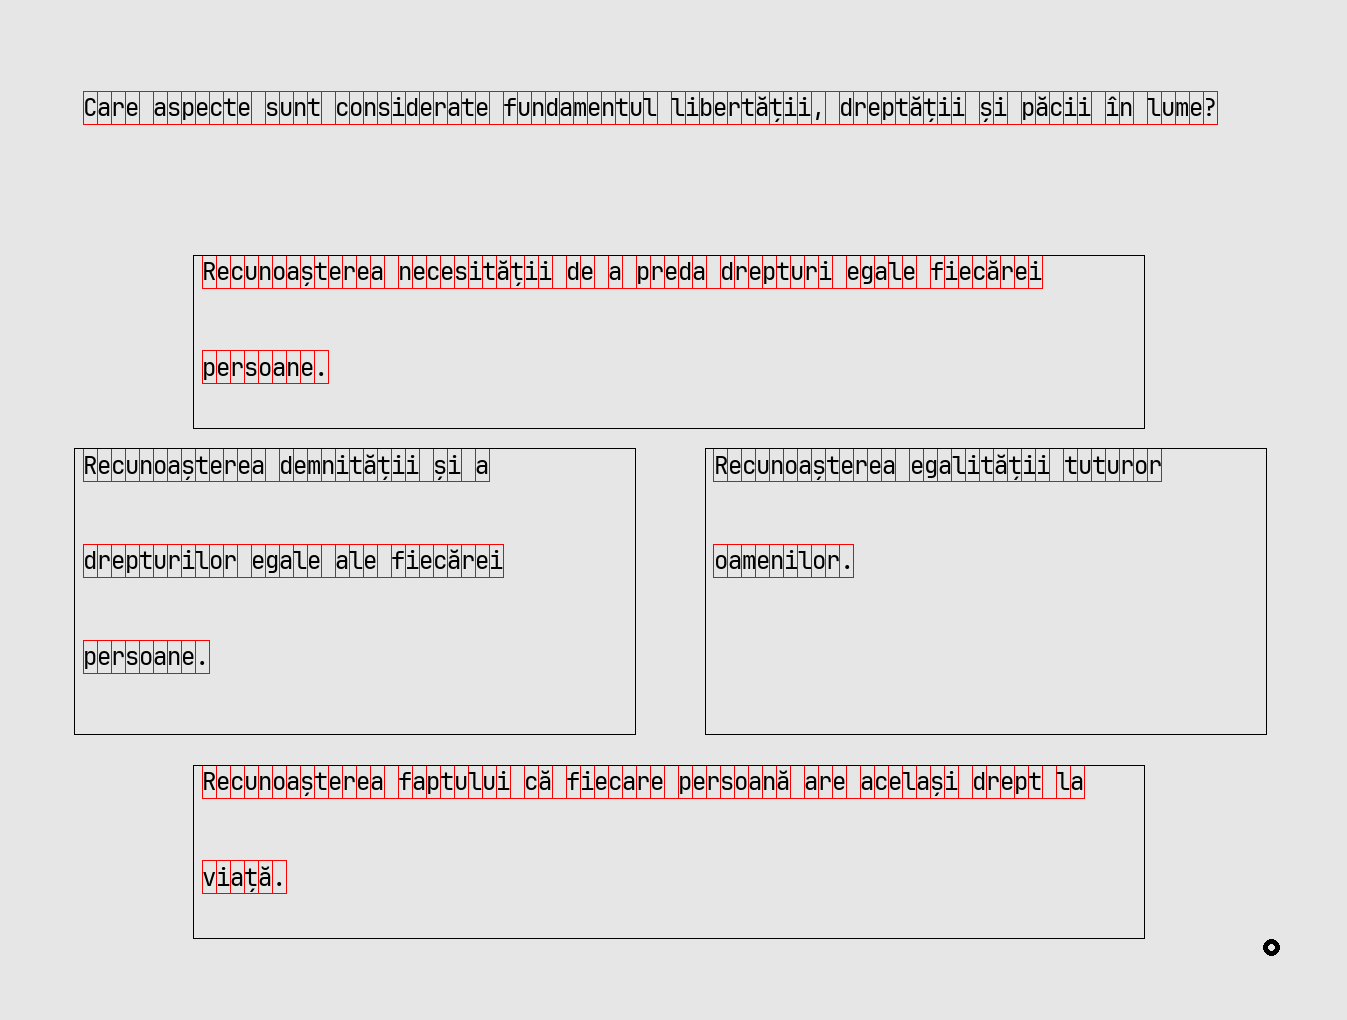 Care aspecte sunt considerate fundamentul libertății, dreptății și păcii în lume?
Recunoașterea necesității de a preda drepturi egale fiecărei
persoane.
Recunoașterea demnității și a
drepturilor egale ale fiecărei
persoane.
Recunoașterea egalității tuturor
oamenilor.
Recunoașterea faptului că fiecare persoană are același drept la
viață.